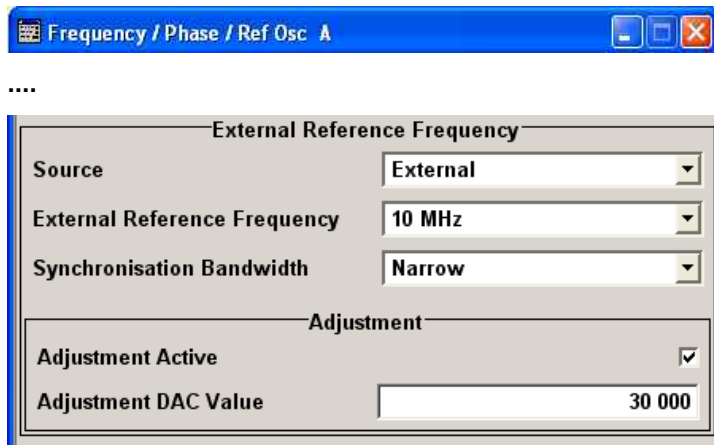 Frequency / Phase / Ref Osc A
....
External Reference Frequency
Source External
External Reference Frequency 10 MHz
Synchronisation Bandwidth Narrow
Adjustment
Adjustment Active
Adjustment DAC Value 30 000